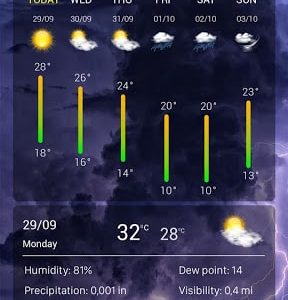 TODAY WED THU FRI SAT SUN
29/09 30/09 31/09 01/10 02/10 03/10
28°
26°
24°
23°
20° 20°
18°
16°
14°
13°
10° 10°
29/09 32°C 28°C
Monday
Humidity: 81% Dew point: 14
Precipitation: 0,001 in Visibility: 0,4 mi